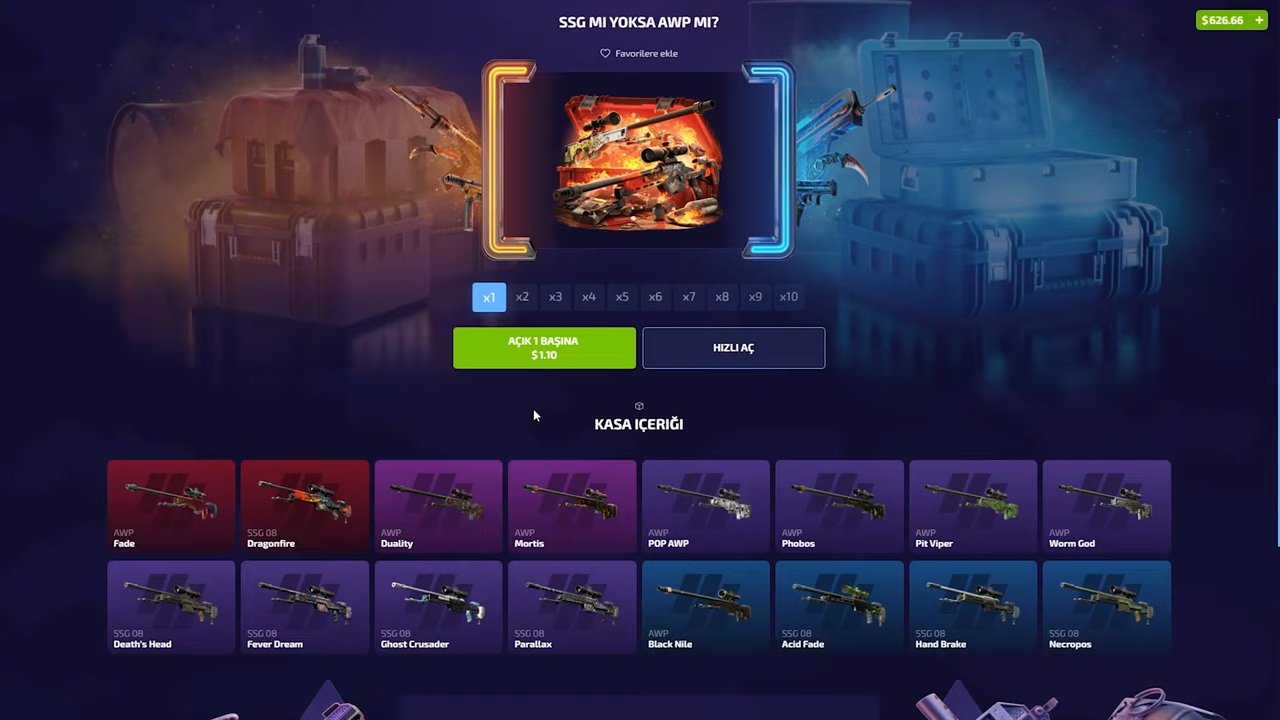 SSG MI YOKSA AWP MI?
$626.66 +
Favorilere ekle
x1 x2 x3 x4 x5 x6 x7 x8 x9 x10
AÇIK 1 BAŞINA
$1.10
HIZLI AÇ
KASA IÇERIĞI
AWP
Fade
SSG 08
Dragonfire
AWP
Duality
AWP
Mortis
AWP
POP AWP
AWP
Phobos
AWP
Pit Viper
AWP
Worm God
SSG 08
Death's Head
SSG 08
Fever Dream
SSG 08
Ghost Crusader
SSG 08
Parallax
AWP
Black Nile
SSG 08
Acid Fade
SSG 08
Hand Brake
SSG 08
Necropos